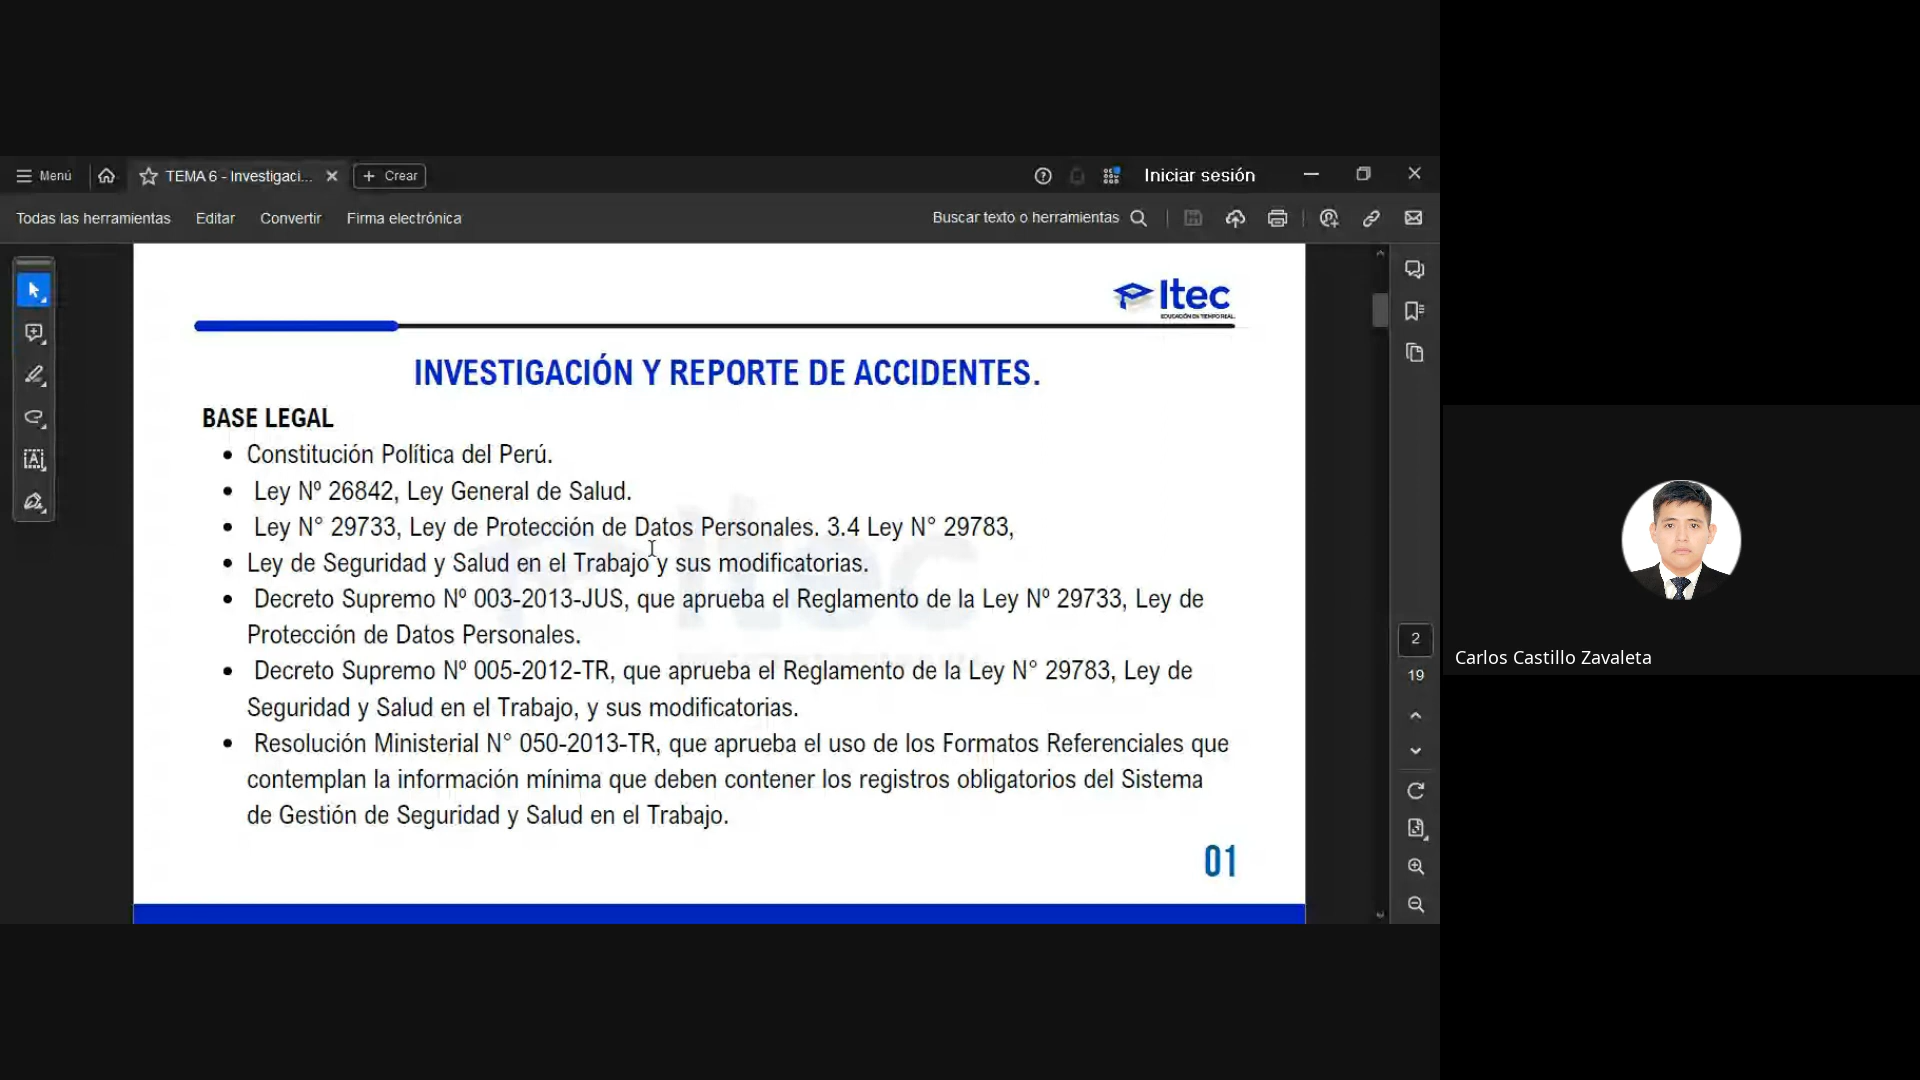 Menú
TEMA 6 - Investigaci...
Crear
Iniciar sesión
Todas las herramientas
Editar
Convertir
Firma electrónica
Buscar texto o herramientas
Itec
EDUCACIÓN EN TIEMPO REAL
INVESTIGACIÓN Y REPORTE DE ACCIDENTES.
BASE LEGAL
• Constitución Política del Perú.
• Ley Nº 26842, Ley General de Salud.
• Ley N° 29733, Ley de Protección de Datos Personales. 3.4 Ley N° 29783,
• Ley de Seguridad y Salud en el Trabajo y sus modificatorias.
• Decreto Supremo Nº 003-2013-JUS, que aprueba el Reglamento de la Ley Nº 29733, Ley de
Protección de Datos Personales.
• Decreto Supremo Nº 005-2012-TR, que aprueba el Reglamento de la Ley N° 29783, Ley de
Seguridad y Salud en el Trabajo, y sus modificatorias.
• Resolución Ministerial N° 050-2013-TR, que aprueba el uso de los Formatos Referenciales que
contemplan la información mínima que deben contener los registros obligatorios del Sistema
de Gestión de Seguridad y Salud en el Trabajo.
01
2
19
Carlos Castillo Zavaleta